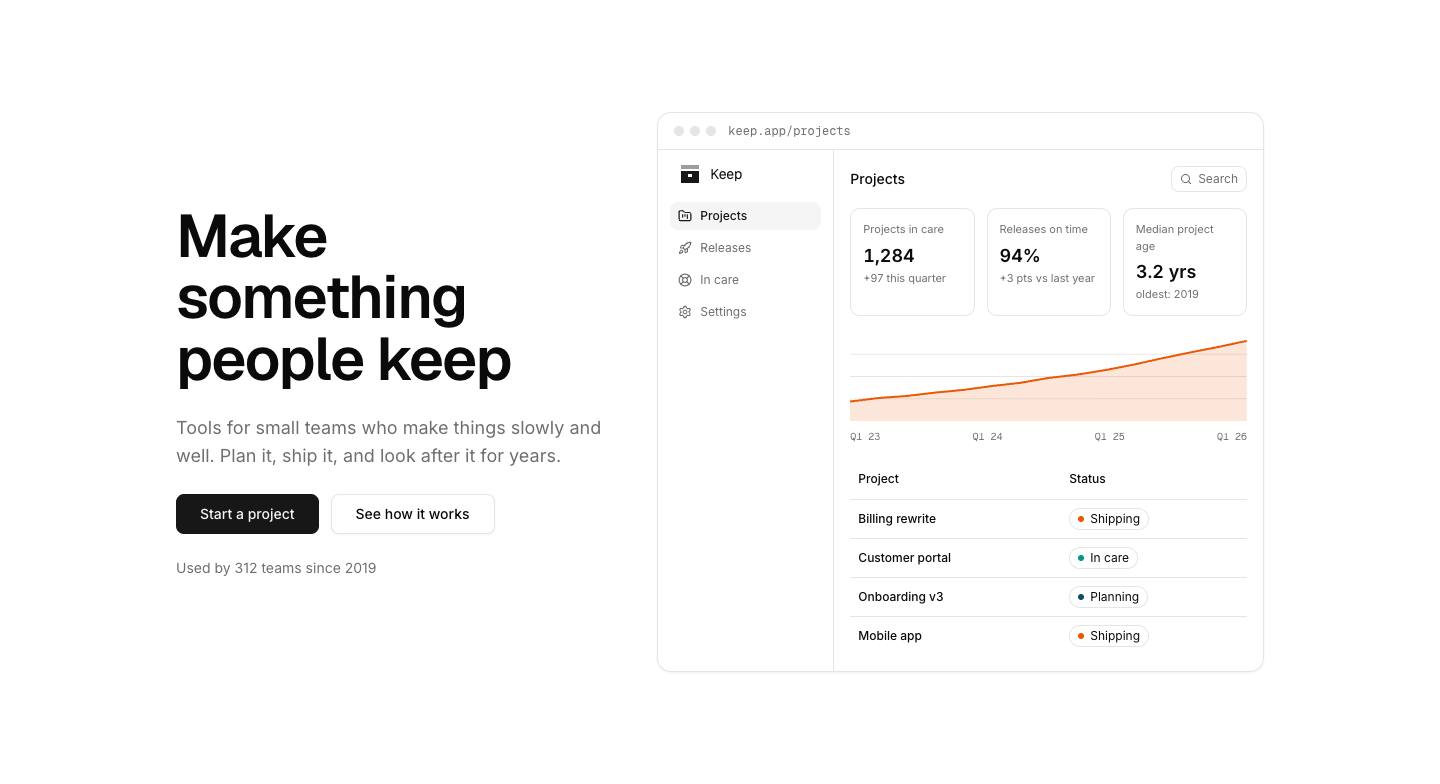 Make
something
people keep
Tools for small teams who make things slowly and
well. Plan it, ship it, and look after it for years.
Start a project
See how it works
Used by 312 teams since 2019
keep.app/projects
Keep
Projects
Releases
In care
Settings
Projects
Search
Projects in care
1,284
+97 this quarter
Releases on time
94%
+3 pts vs last year
Median project
age
3.2 yrs
oldest: 2019
Q1 23
Q1 24
Q1 25
Q1 26
Project
Status
Billing rewrite
Shipping
Customer portal
In care
Onboarding v3
Planning
Mobile app
Shipping